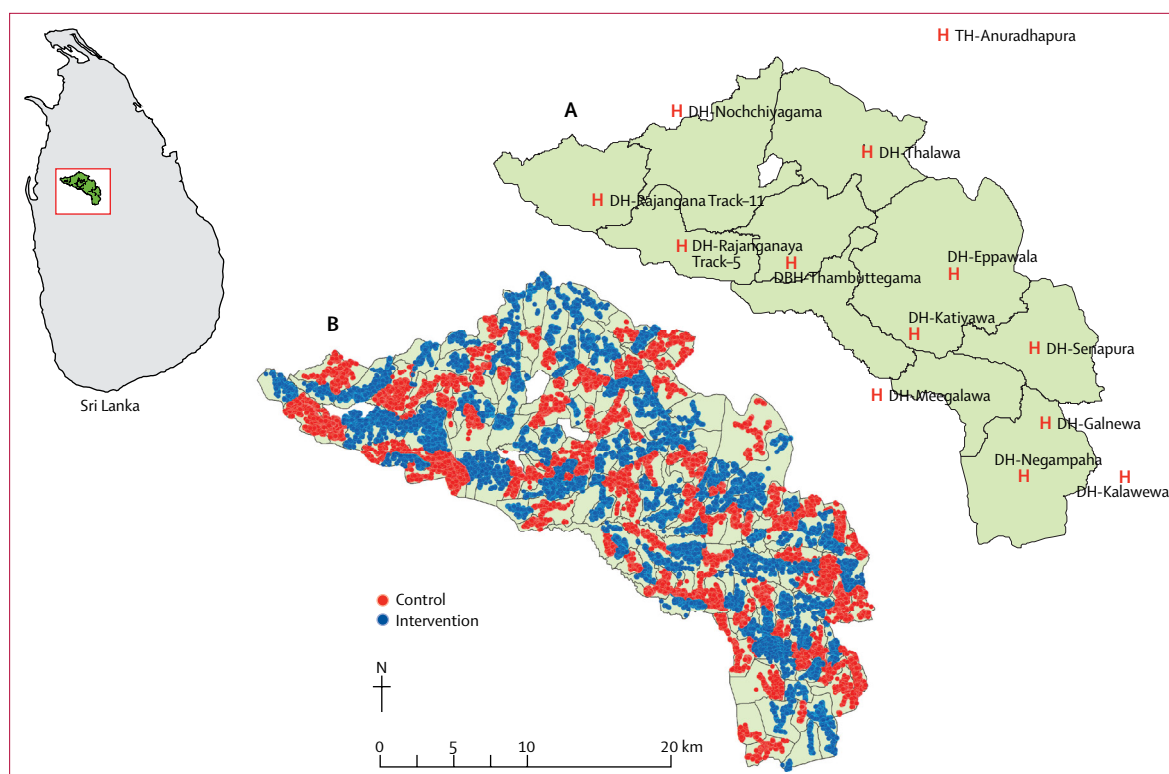 TH-Anuradhapura
A
H DH-Nochchiyagama
H DH-Thalawa
H DH-Rajangana Track–11
H DH-Rajanganaya
Track–5
H
DBH-Thambuttegama
DH-Eppawala
H
DH-Katiyawa
H
H DH-Senapura
H DH-Meegalawa
H DH-Galnewa
DH-Negampaha
H
H
DH-Kalawewa
H
Sri Lanka
B
Control
Intervention
N
0 5 10 20 km